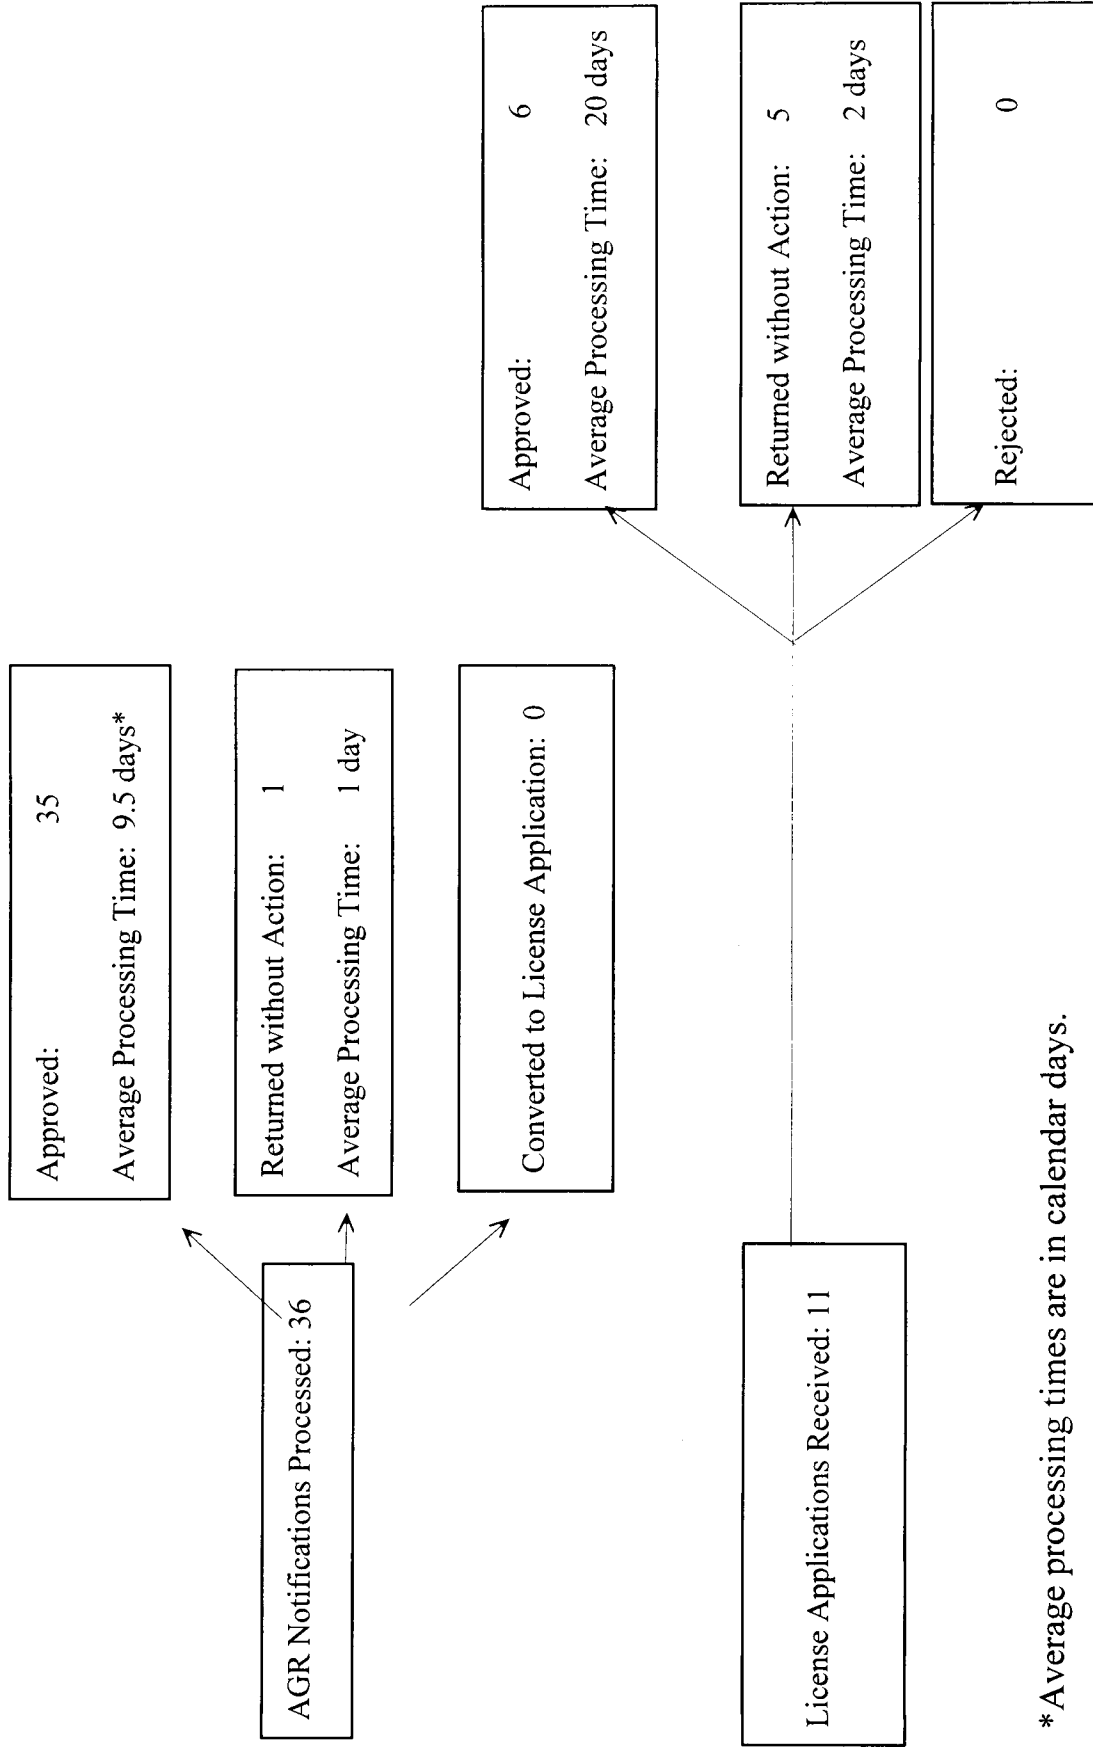 AGR Notifications Processed: 36
Approved: 35
Average Processing Time: 9.5 days*
Returned without Action: 1
Average Processing Time: 1 day
Converted to License Application: 0
License Applications Received: 11
Approved: 6
Average Processing Time: 20 days
Returned without Action: 5
Average Processing Time: 2 days
Rejected: 0
*Average processing times are in calendar days.